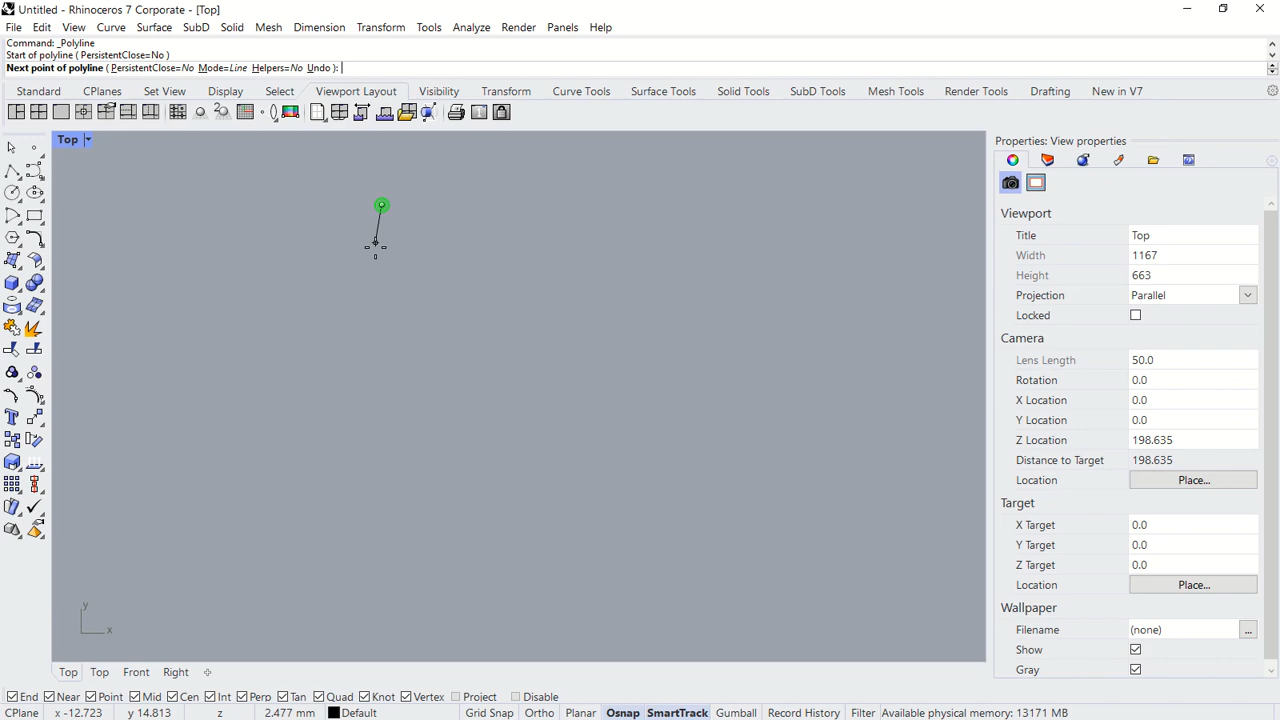 Untitled - Rhinoceros 7 Corporate - [Top]
File Edit View Curve Surface SubD Solid Mesh Dimension Transform Tools Analyze Render Panels Help
Command: _Polyline
Start of polyline ( PersistentClose=No )
Next point of polyline ( PersistentClose=No Mode=Line Helpers=No Undo ):
Standard CPlanes Set View Display Select Viewport Layout Visibility Transform Curve Tools Surface Tools Solid Tools SubD Tools Mesh Tools Render Tools Drafting New in V7
Top
Properties: View properties
Viewport
Title Top
Width 1167
Height 663
Projection Parallel
Locked
Camera
Lens Length 50.0
Rotation 0.0
X Location 0.0
Y Location 0.0
Z Location 198.635
Distance to Target 198.635
Location Place...
Target
X Target 0.0
Y Target 0.0
Z Target 0.0
Location Place...
Wallpaper
Filename (none) ...
Show
Gray
y
x
Top Top Front Right
End Near Point Mid Cen Int Perp Tan Quad Knot Vertex Project Disable
CPlane x -12.723 y 14.813 z 2.477 mm Default Grid Snap Ortho Planar Osnap SmartTrack Gumball Record History Filter Available physical memory: 13171 MB